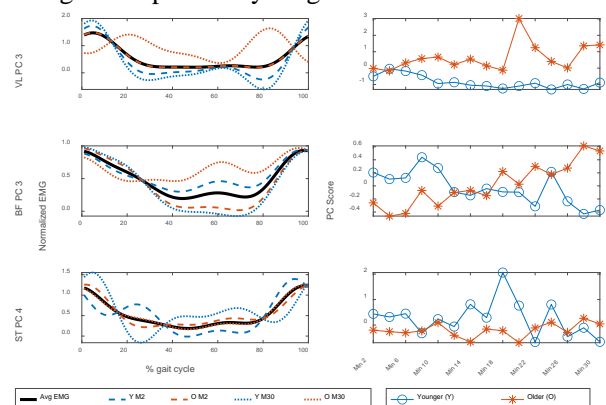 2.0
1.0
0.0
VL PC 3
0
20
40
60
80
100
3
2
1
0
-1
1.0
0.5
0.0
BF PC 3
Normalized EMG
0
20
40
60
80
100
0.6
0.4
0.2
0
-0.2
-0.4
PC Score
1.5
1.0
0.5
0.0
ST PC 4
0
20
40
60
80
100
% gait cycle
2
1
0
Min 2
Min 6
Min 10
Min 14
Min 18
Min 22
Min 26
Min 30
Avg EMG
Y M2
O M2
Y M30
O M30
Younger (Y)
Older (O)